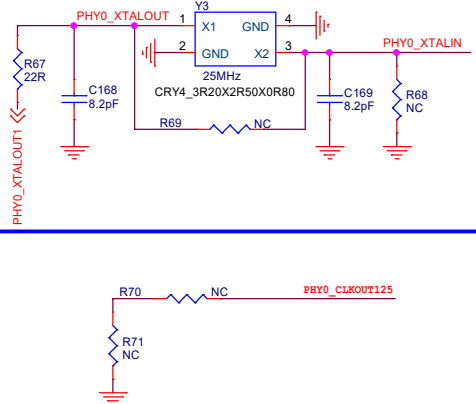 Y3
PHY0_XTALOUT
1
X1
GND
4
2
GND
X2
3
PHY0_XTALIN
R67
22R
25MHz
CRY4_3R20X2R50X0R80
C168
8.2pF
C169
8.2pF
R68
NC
R69
NC
PHY0_XTALOUT1
R70
NC
PHY0_CLKOUT125
R71
NC